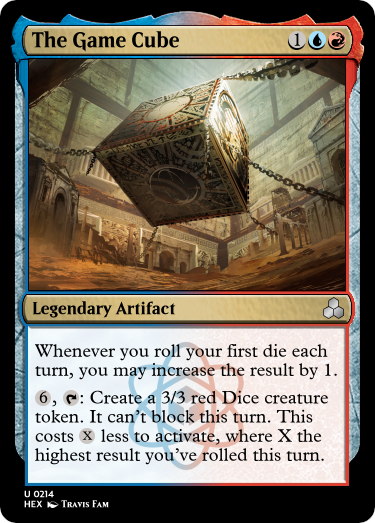 The Game Cube 1
Legendary Artifact
Whenever you roll your first die each
turn, you may increase the result by 1.
6, : Create a 3/3 red Dice creature
token. It can't block this turn. This
costs X less to activate, where X the
highest result you've rolled this turn.
U 0214
HEX Travis Fam